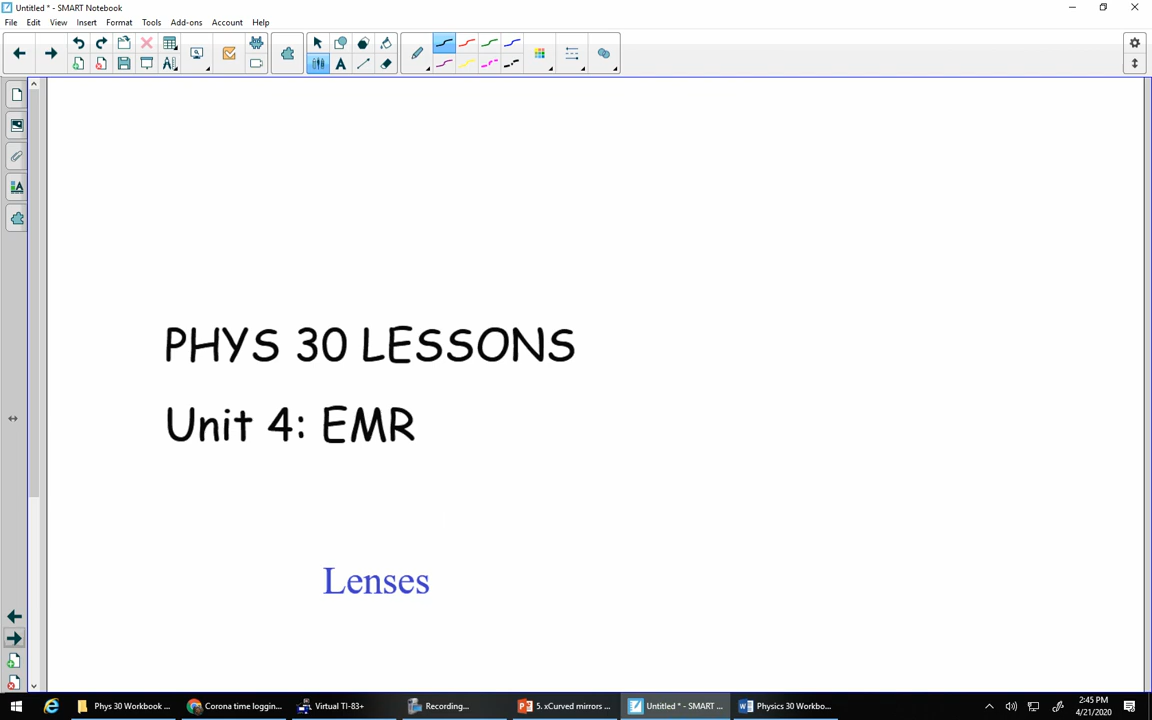 Untitled * - SMART Notebook
File Edit View Insert Format Tools Add-ons Account Help
PHYS 30 LESSONS
Unit 4: EMR
Lenses
Phys 30 Workbook ... Corona time loggin... Virtual TI-83+ Recording... 5. xCurved mirrors ... Untitled * - SMART ... Physics 30 Workbo... 2:45 PM
4/21/2020